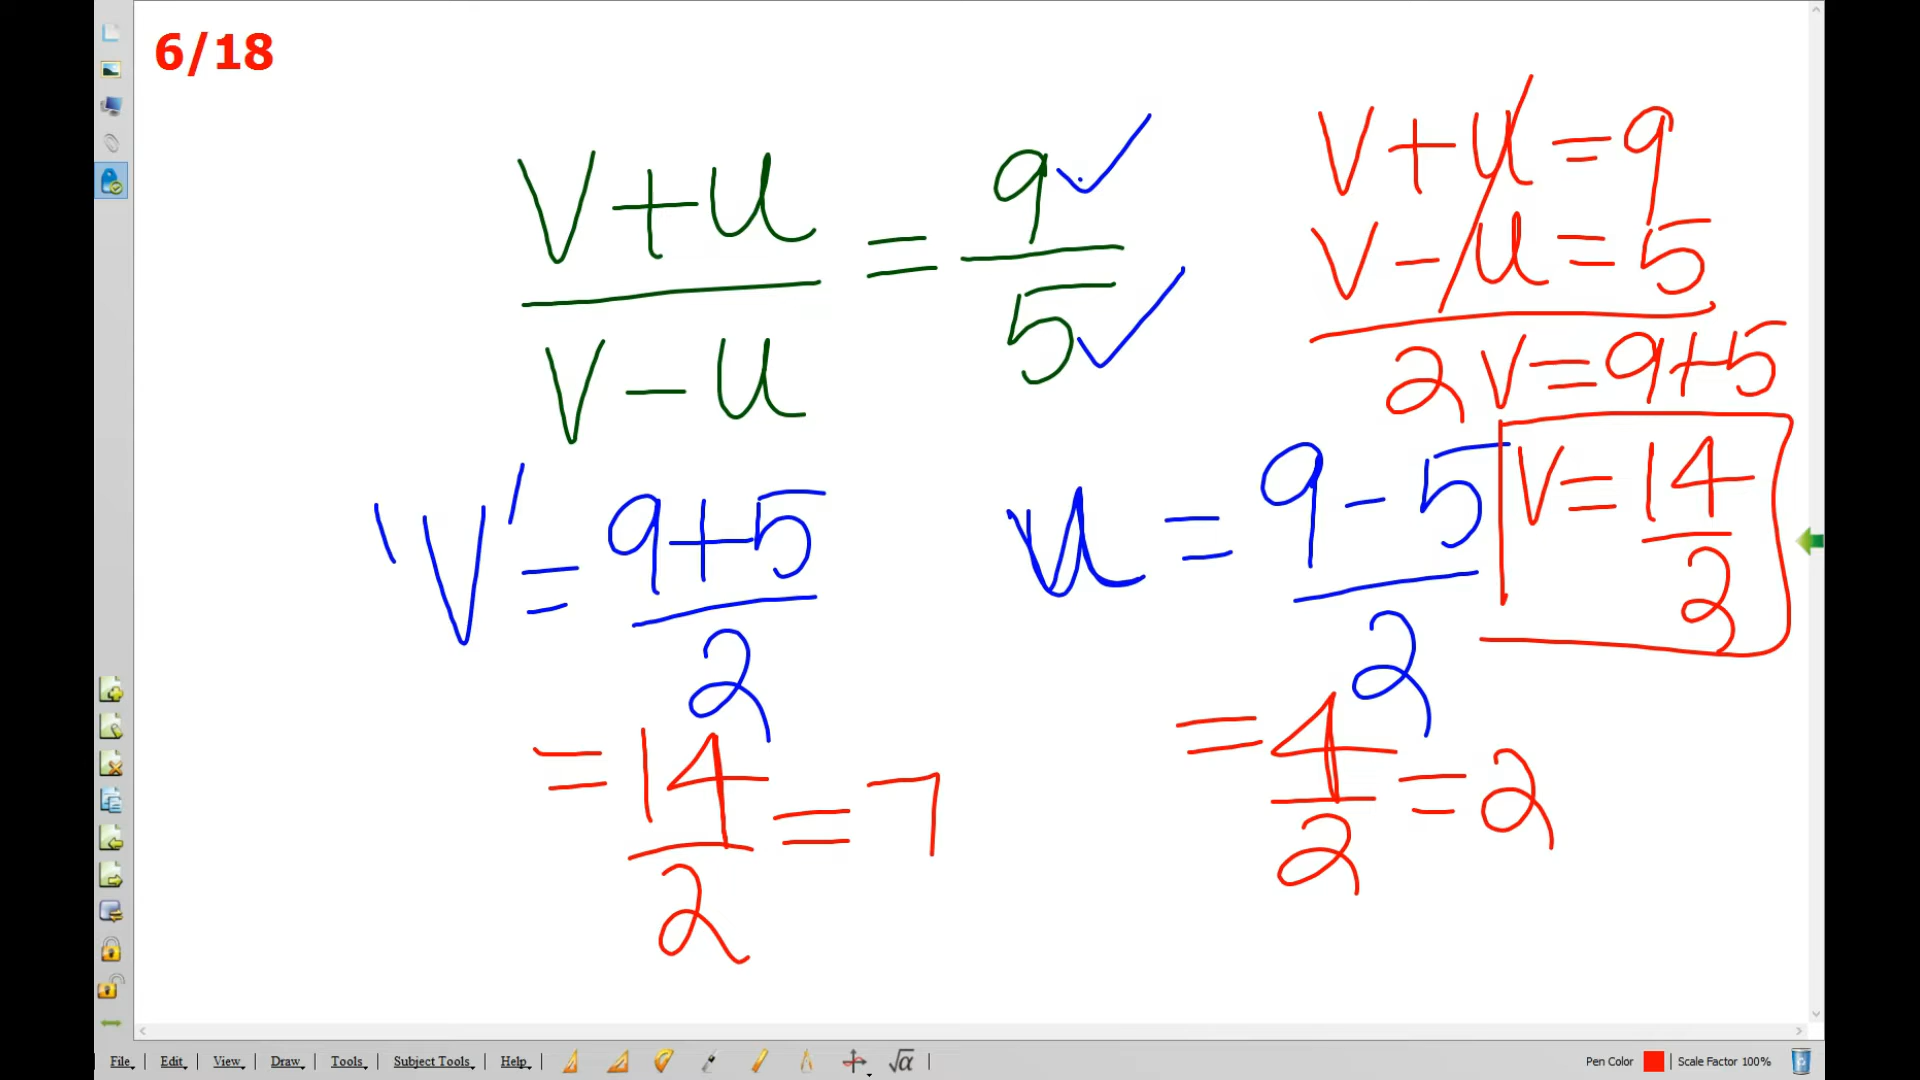 6/18
V+u / V-u = 9/5
V+u=9
V-u=5
2V=9+5
V=14/2
'V'=9+5 / 2
=14/2=7
u=9-5 / 2
=4/2=2
File Edit View Draw Tools Subject Tools Help √α Pen Color Scale Factor 100%